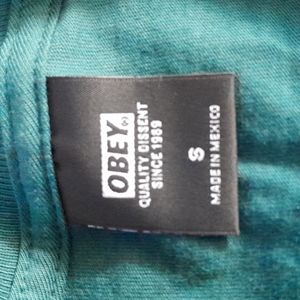 OBEY®
QUALITY DISSENT
SINCE 1989
S
MADE IN MEXICO